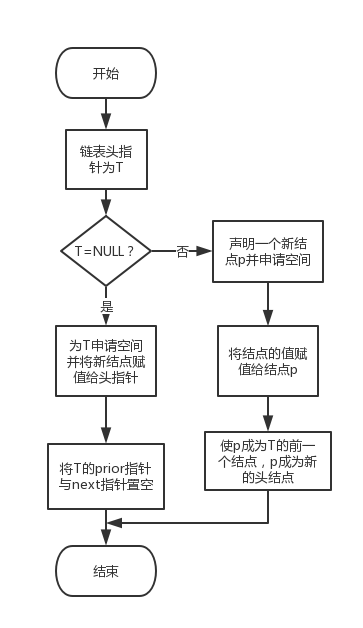 开始
链表头指
针为T
T=NULL？
否
声明一个新结
点p并申请空间
是
为T申请空间
并将新结点赋
值给头指针
将结点的值赋
值给结点p
将T的prior指针
与next指针置空
使p成为T的前一
个结点，p成为新
的头结点
结束